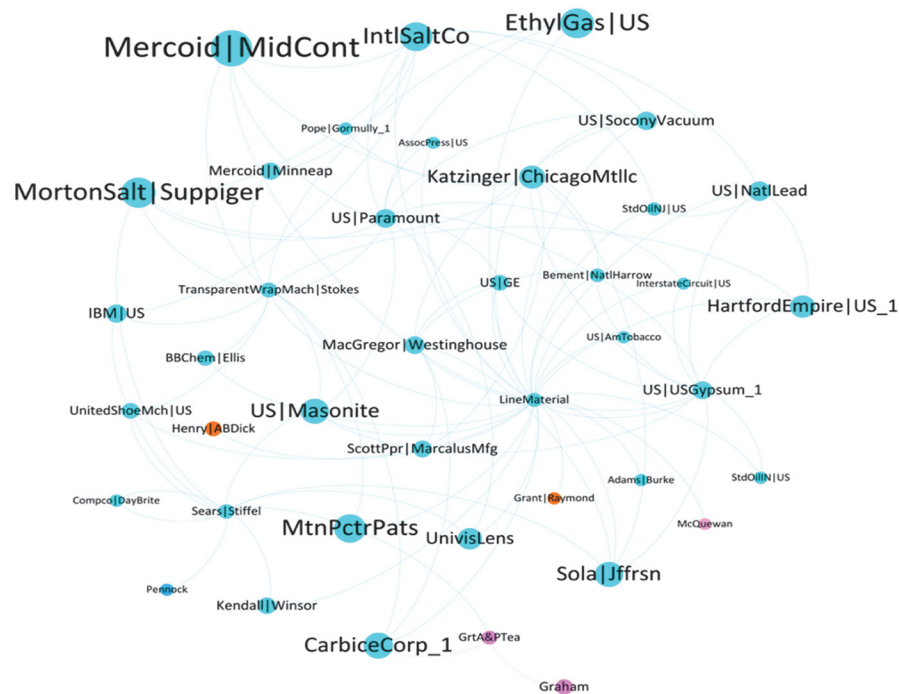 EthylGas|US
Mercoid|MidCont
IntlSaltCo
US|SoconyVacuum
Pope|Gormully_1
AssocPress|US
Mercoid|Minneap
Katzinger|ChicagoMtllc
MortonSalt|Suppiger
US|NatlLead
StdOilNJ|US
US|Paramount
Bement|NatlHarrow
US|GE
InterstateCircuit|US
TransparentWrapMach|Stokes
HartfordEmpire|US_1
IBM|US
US|AmTobacco
MacGregor|Westinghouse
BBChem|Ellis
US|USGypsum_1
LineMaterial
UnitedShoeMch|US
US|Masonite
Henry|ABDick
ScottPpr|MarcalusMfg
StdOilIN|US
Adams|Burke
Grant|Raymond
Compco|DayBrite
Sears|Stiffel
McQuewan
MtnPctrPats
UnivisLens
Sola|Jffrsn
Pennock
Kendall|Winsor
GrtA&PTea
CarbiceCorp_1
Graham